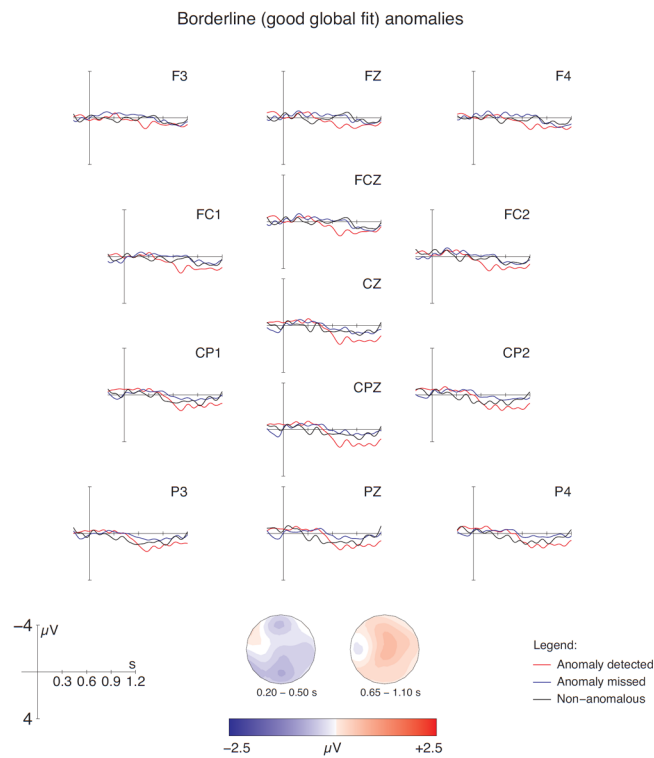 Borderline (good global fit) anomalies
F3
FZ
F4
FCZ
FC1
FC2
CZ
CP1
CP2
CPZ
P3
PZ
P4
−4
µV
s
0.3 0.6 0.9 1.2
4
0.20 − 0.50 s
0.65 − 1.10 s
Legend:
Anomaly detected
Anomaly missed
Non−anomalous
−2.5
µV
+2.5